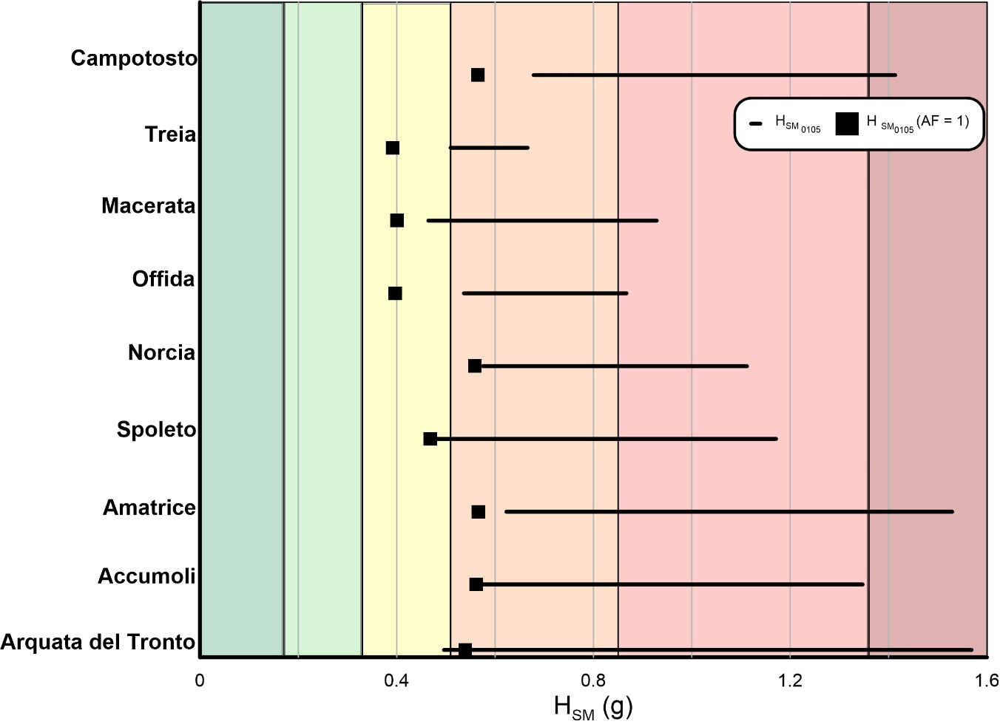 Campotosto
HSM 0105 H SM0105 (AF = 1)
Treia
Macerata
Offida
Norcia
Spoleto
Amatrice
Accumoli
Arquata del Tronto
0 0.4 0.8 1.2 1.6
HSM (g)